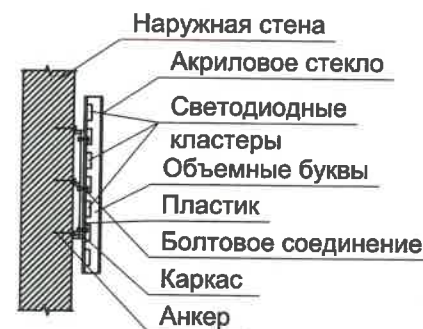 Наружная стена
Акриловое стекло
Светодиодные
кластеры
Объемные буквы
Пластик
Болтовое соединение
Каркас
Анкер